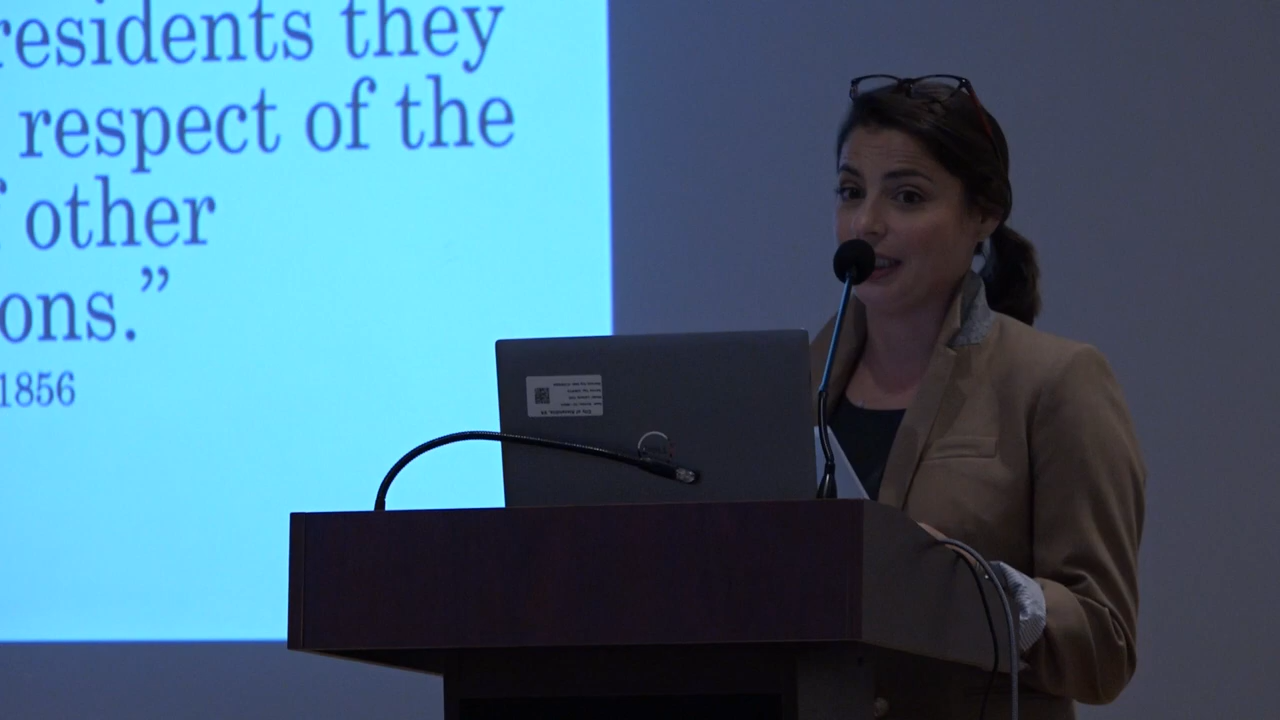 residents they
respect of the
other
ons.”
1856